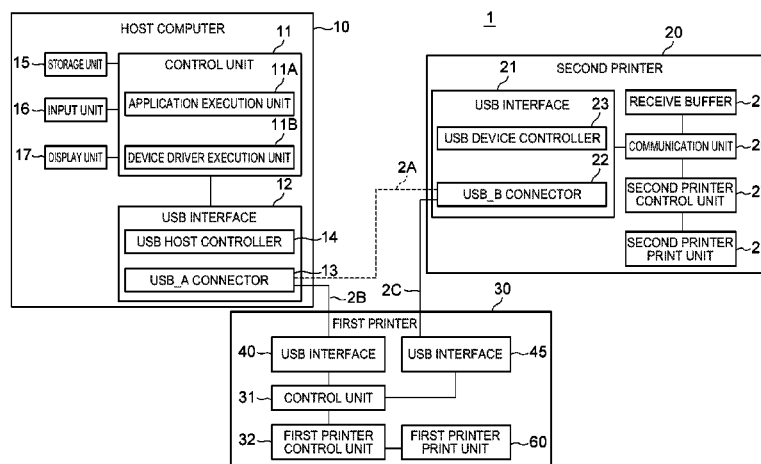 1
HOST COMPUTER
10
11
CONTROL UNIT
11A
APPLICATION EXECUTION UNIT
11B
DEVICE DRIVER EXECUTION UNIT
15
STORAGE UNIT
16
INPUT UNIT
17
DISPLAY UNIT
12
USB INTERFACE
USB HOST CONTROLLER
14
USB_A CONNECTOR
13
2A
2B
2C
20
SECOND PRINTER
21
USB INTERFACE
23
USB DEVICE CONTROLLER
22
USB_B CONNECTOR
RECEIVE BUFFER
COMMUNICATION UNIT
SECOND PRINTER
CONTROL UNIT
SECOND PRINTER
PRINT UNIT
30
FIRST PRINTER
40
USB INTERFACE
USB INTERFACE
45
31
CONTROL UNIT
32
FIRST PRINTER
CONTROL UNIT
FIRST PRINTER
PRINT UNIT
60